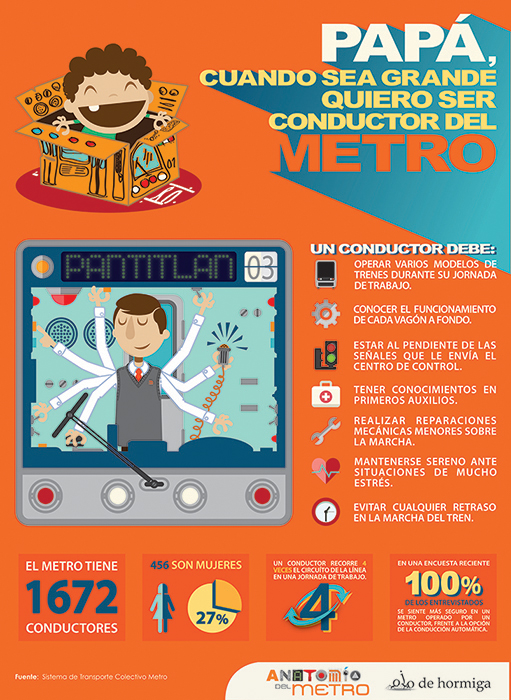 PAPÁ,
CUANDO SEA GRANDE
QUIERO SER
CONDUCTOR DEL
METRO
01
PANTITLAN 03
UN CONDUCTOR DEBE:
OPERAR VARIOS MODELOS DE
TRENES DURANTE SU JORNADA
DE TRABAJO.
CONOCER EL FUNCIONAMIENTO
DE CADA VAGÓN A FONDO.
ESTAR AL PENDIENTE DE LAS
SEÑALES QUE LE ENVÍA EL
CENTRO DE CONTROL.
TENER CONOCIMIENTOS EN
PRIMEROS AUXILIOS.
REALIZAR REPARACIONES
MECÁNICAS MENORES SOBRE
LA MARCHA.
MANTENERSE SERENO ANTE
SITUACIONES DE MUCHO
ESTRÉS.
EVITAR CUALQUIER RETRASO
EN LA MARCHA DEL TREN.
EL METRO TIENE
1672
CONDUCTORES
456 SON MUJERES
27%
UN CONDUCTOR RECORRE 4
VECES EL CIRCUITO DE LA LÍNEA
EN UNA JORNADA DE TRABAJO.
4
EN UNA ENCUESTA RECIENTE
100%
DE LOS ENTREVISTADOS
SE SIENTE MÁS SEGURO EN UN
METRO OPERADO POR UN
CONDUCTOR, FRENTE A LA OPCIÓN
DE LA CONDUCCIÓN AUTOMÁTICA.
Fuente: Sistema de Transporte Colectivo Metro
ANATOMÍA
DEL METRO
ojo de hormiga